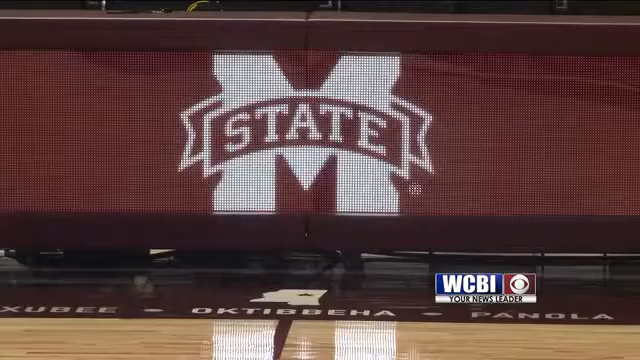 STATE
WCBI
YOUR NEWS LEADER
XUBEE • OKTIBBEHA • PANOLA